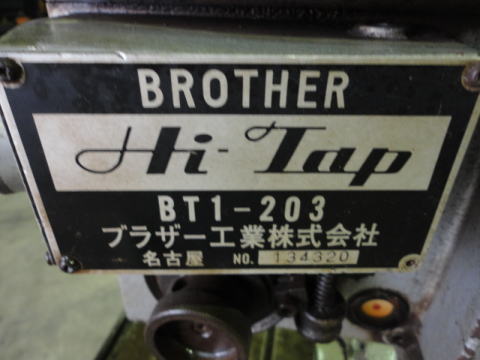 BROTHER
Hi-Tap
BT1-203
ブラザー工業株式会社
名古屋 NO. 134320